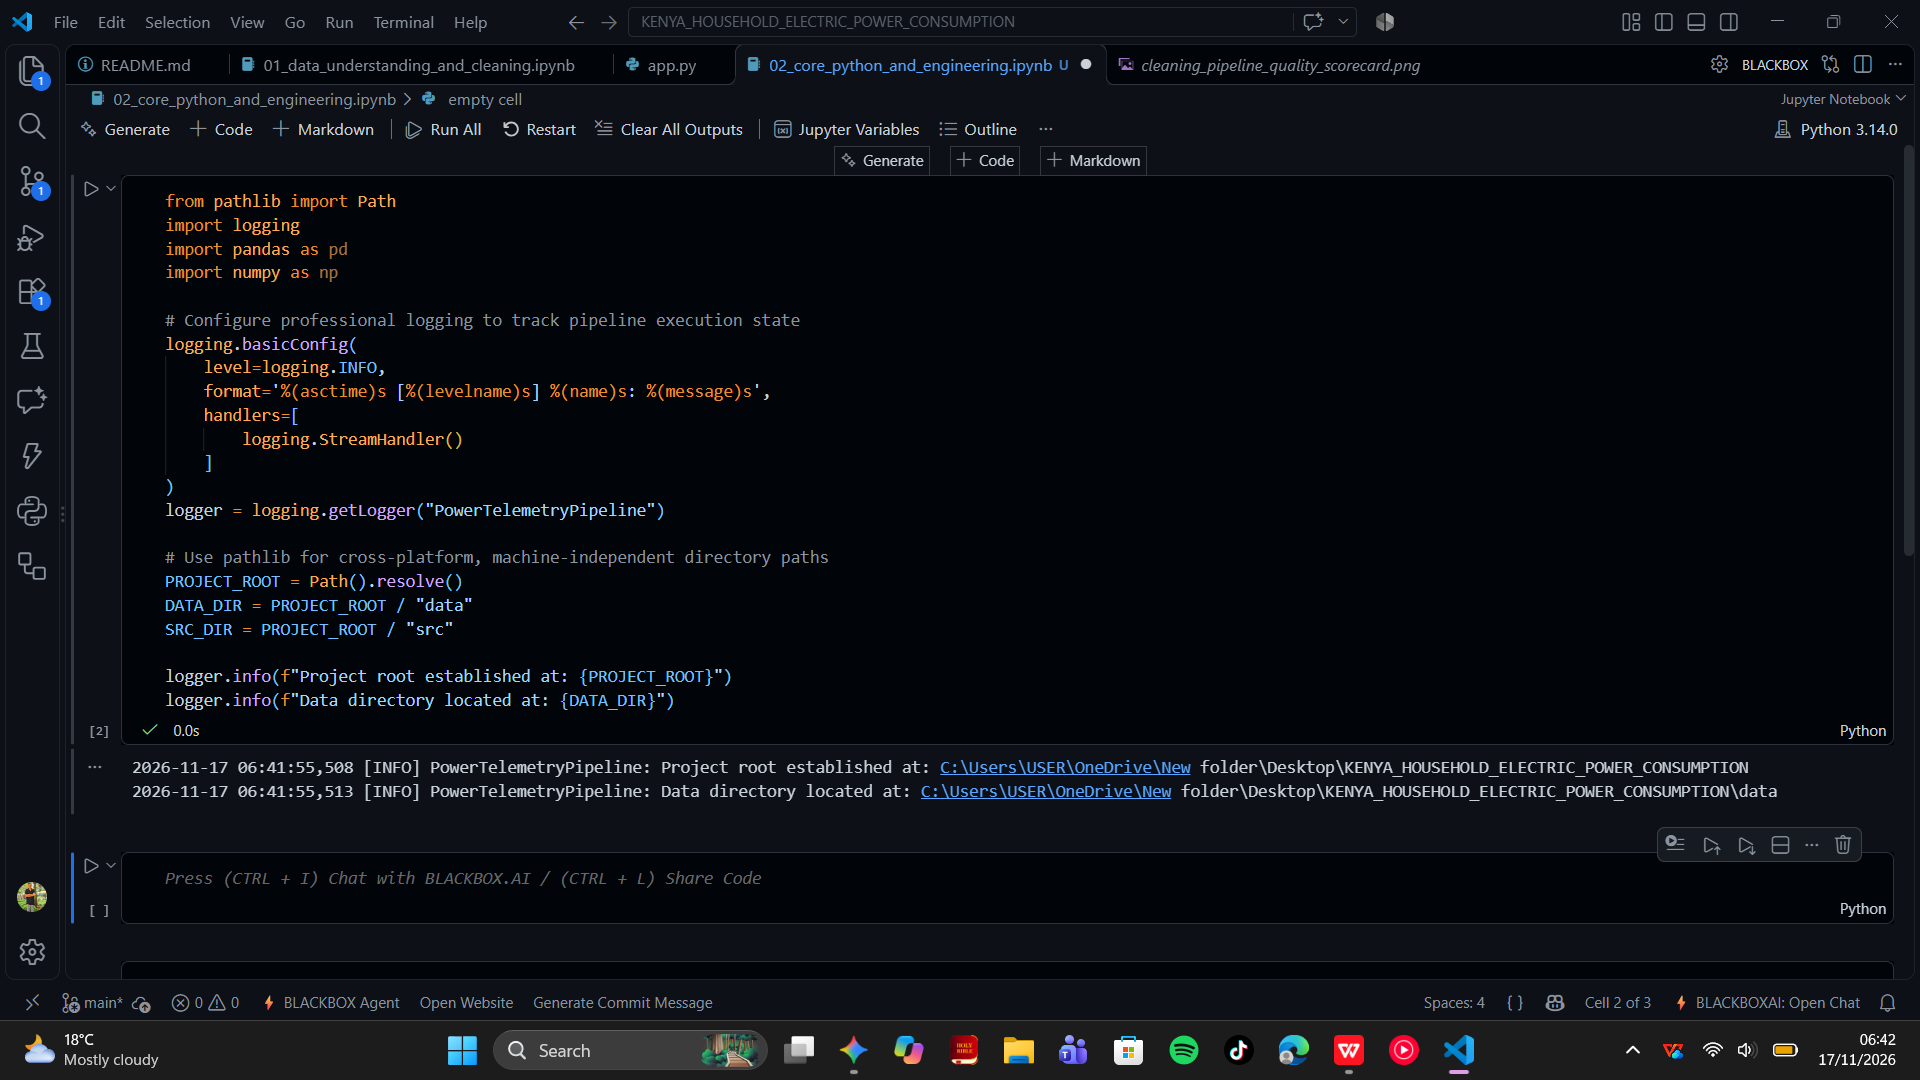 File Edit Selection View Go Run Terminal Help
KENYA_HOUSEHOLD_ELECTRIC_POWER_CONSUMPTION
README.md
01_data_understanding_and_cleaning.ipynb
app.py
02_core_python_and_engineering.ipynb U
cleaning_pipeline_quality_scorecard.png
BLACKBOX
02_core_python_and_engineering.ipynb > empty cell
Jupyter Notebook
Generate + Code + Markdown Run All Restart Clear All Outputs Jupyter Variables Outline ...
Python 3.14.0
Generate + Code + Markdown
from pathlib import Path
import logging
import pandas as pd
import numpy as np
# Configure professional logging to track pipeline execution state
logging.basicConfig(
level=logging.INFO,
format='%(asctime)s [%(levelname)s] %(name)s: %(message)s',
handlers=[
logging.StreamHandler()
]
)
logger = logging.getLogger("PowerTelemetryPipeline")
# Use pathlib for cross-platform, machine-independent directory paths
PROJECT_ROOT = Path().resolve()
DATA_DIR = PROJECT_ROOT / "data"
SRC_DIR = PROJECT_ROOT / "src"
logger.info(f"Project root established at: {PROJECT_ROOT}")
logger.info(f"Data directory located at: {DATA_DIR}")
[2] 0.0s Python
2026-11-17 06:41:55,508 [INFO] PowerTelemetryPipeline: Project root established at: C:\Users\USER\OneDrive\New folder\Desktop\KENYA_HOUSEHOLD_ELECTRIC_POWER_CONSUMPTION
2026-11-17 06:41:55,513 [INFO] PowerTelemetryPipeline: Data directory located at: C:\Users\USER\OneDrive\New folder\Desktop\KENYA_HOUSEHOLD_ELECTRIC_POWER_CONSUMPTION\data
Press (CTRL + I) Chat with BLACKBOX.AI / (CTRL + L) Share Code
[ ] Python
main* 0 0 BLACKBOX Agent Open Website Generate Commit Message
Spaces: 4 { } Cell 2 of 3 BLACKBOXAI: Open Chat
18°C
Mostly cloudy
Search
HOLY BIBLE
06:42
17/11/2026